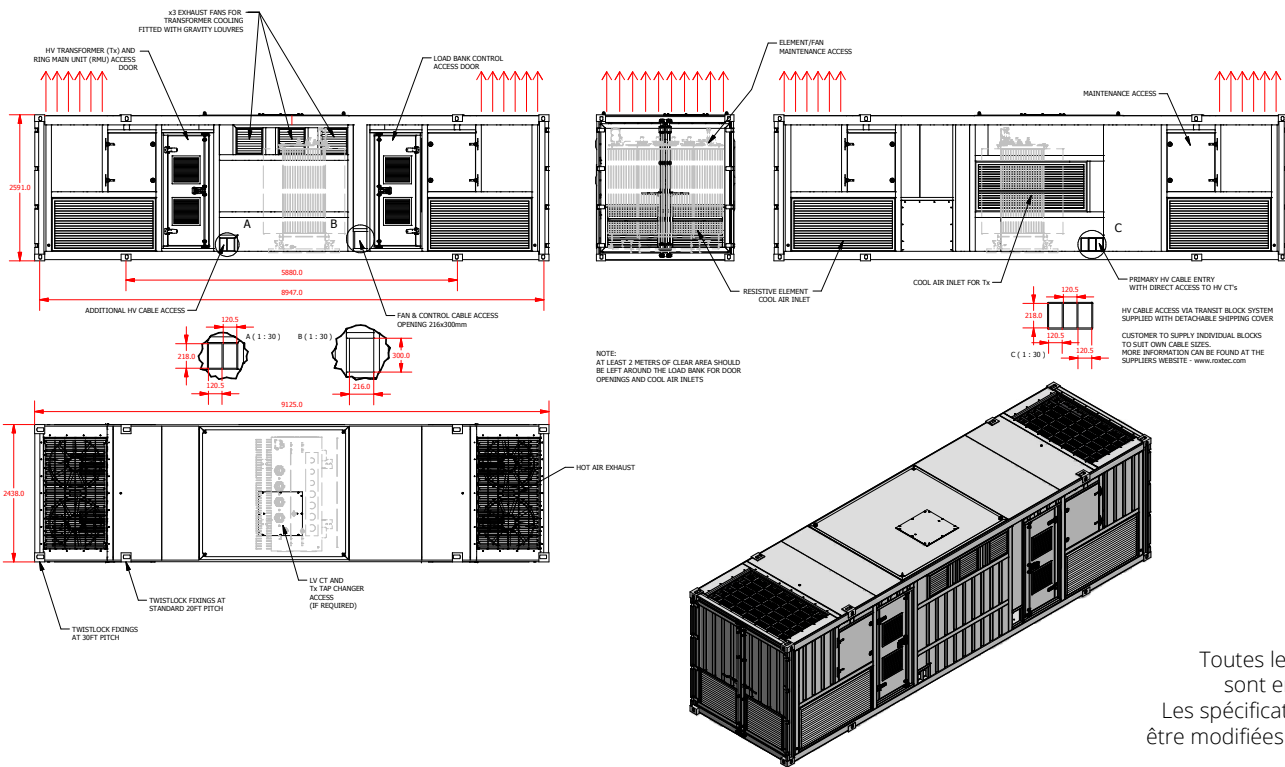 x3 EXHAUST FANS FOR
TRANSFORMER COOLING
FITTED WITH GRAVITY LOUVRES
HV TRANSFORMER (Tx) AND
RING MAIN UNIT (RMU) ACCESS
DOOR
LOAD BANK CONTROL
ACCESS DOOR
ELEMENT/FAN
MAINTENANCE ACCESS
MAINTENANCE ACCESS
2591.0
A
B
C
5880.0
8947.0
ADDITIONAL HV CABLE ACCESS
FAN & CONTROL CABLE ACCESS
OPENING 216x300mm
RESISTIVE ELEMENT
COOL AIR INLET
COOL AIR INLET FOR Tx
PRIMARY HV CABLE ENTRY
WITH DIRECT ACCESS TO HV CT's
120.5
A ( 1 : 30 )
218.0
120.5
B ( 1 : 30 )
300.0
216.0
120.5
218.0
120.5
C ( 1 : 30 )
120.5
HV CABLE ACCESS VIA TRANSIT BLOCK SYSTEM
SUPPLIED WITH DETACHABLE SHIPPING COVER
CUSTOMER TO SUPPLY INDIVIDUAL BLOCKS
TO SUIT OWN CABLE SIZES.
MORE INFORMATION CAN BE FOUND AT THE
SUPPLIERS WEBSITE - www.roxtec.com
NOTE:
AT LEAST 2 METERS OF CLEAR AREA SHOULD
BE LEFT AROUND THE LOAD BANK FOR DOOR
OPENINGS AND COOL AIR INLETS
9125.0
2438.0
HOT AIR EXHAUST
LV CT AND
Tx TAP CHANGER
ACCESS
(IF REQUIRED)
TWISTLOCK FIXINGS AT
STANDARD 20FT PITCH
TWISTLOCK FIXINGS
AT 30FT PITCH
Toutes le
sont e
Les spécificat
être modifiées